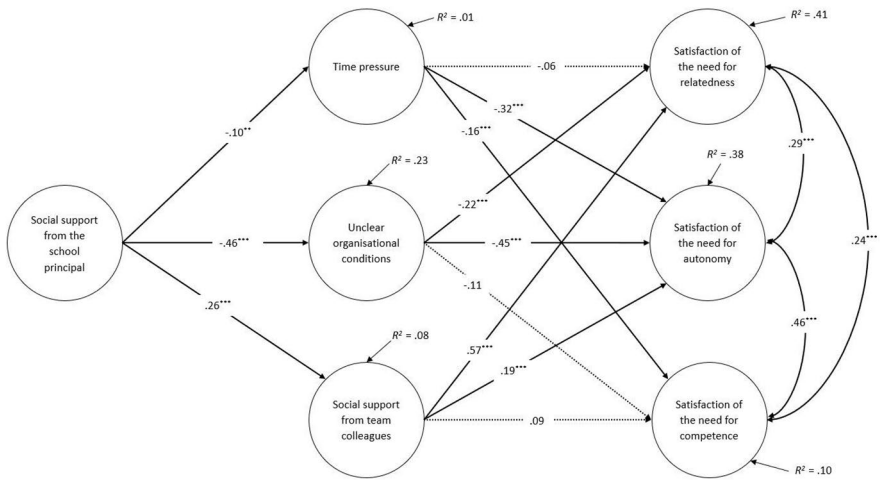 R² = .01
R² = .41
Time pressure
-.06
Satisfaction of
the need for
relatedness
-.32***
-.16***
-.10**
.29***
R² = .23
R² = .38
Social support
from the
school
principal
-.46***
Unclear
organisational
conditions
-.22***
-.45***
Satisfaction of
the need for
autonomy
.24***
-.11
.26***
.46***
R² = .08
.57***
.19***
Social support
from team
colleagues
.09
Satisfaction of
the need for
competence
R² = .10